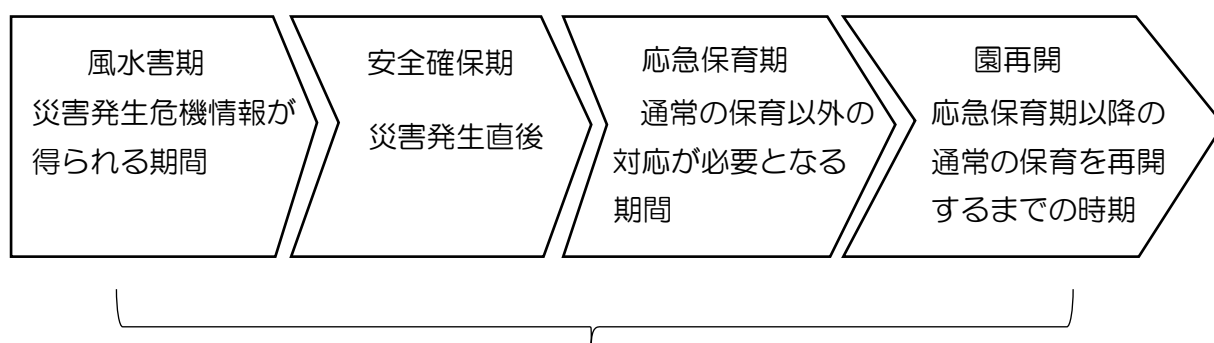 風水害期
災害発生危機情報が
得られる期間
安全確保期
災害発生直後
応急保育期
通常の保育以外の
対応が必要となる
期間
園再開
応急保育期以降の
通常の保育を再開
するまでの時期